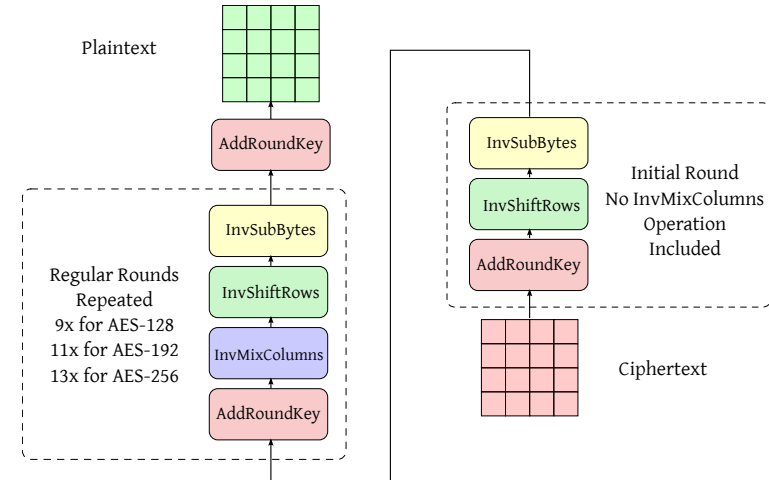 Plaintext
AddRoundKey
InvSubBytes
InvShiftRows
InvMixColumns
AddRoundKey
Regular Rounds
Repeated
9x for AES-128
11x for AES-192
13x for AES-256
InvSubBytes
InvShiftRows
AddRoundKey
Initial Round
No InvMixColumns
Operation
Included
Ciphertext